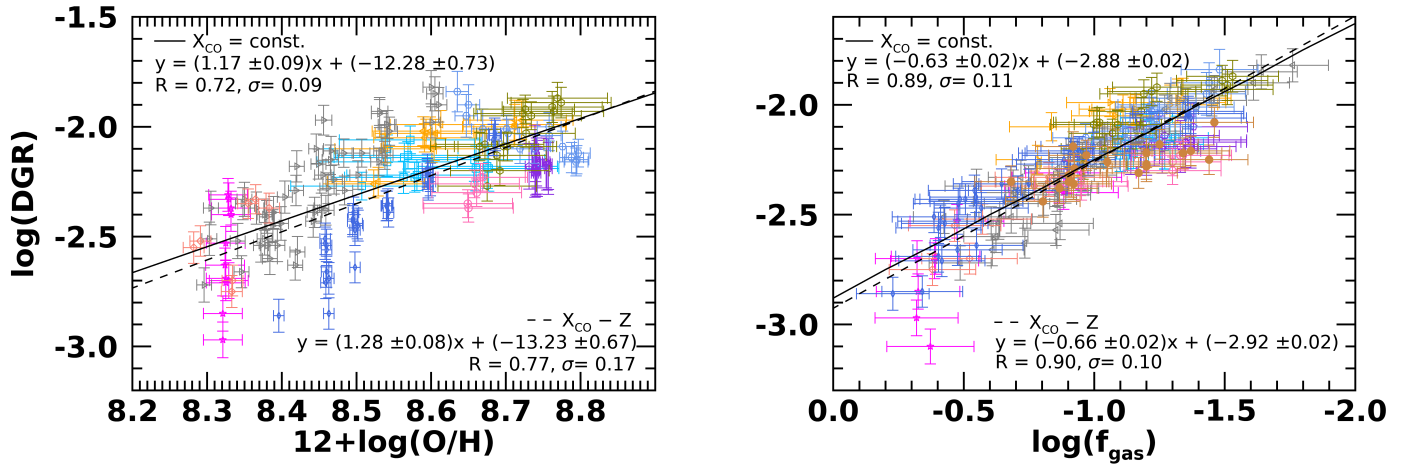 -1.5
X_CO = const.
y = (1.17 ±0.09)x + (−12.28 ±0.73)
R = 0.72, σ= 0.09
-2.0
log(DGR)
-2.5
-3.0
X_CO − Z
y = (1.28 ±0.08)x + (−13.23 ±0.67)
R = 0.77, σ= 0.17
8.2 8.3 8.4 8.5 8.6 8.7 8.8
12+log(O/H)
X_CO = const.
y = (−0.63 ±0.02)x + (−2.88 ±0.02)
R = 0.89, σ= 0.11
-2.0
-2.5
-3.0
X_CO − Z
y = (−0.66 ±0.02)x + (−2.92 ±0.02)
R = 0.90, σ= 0.10
0.0 -0.5 -1.0 -1.5 -2.0
log(f_gas)